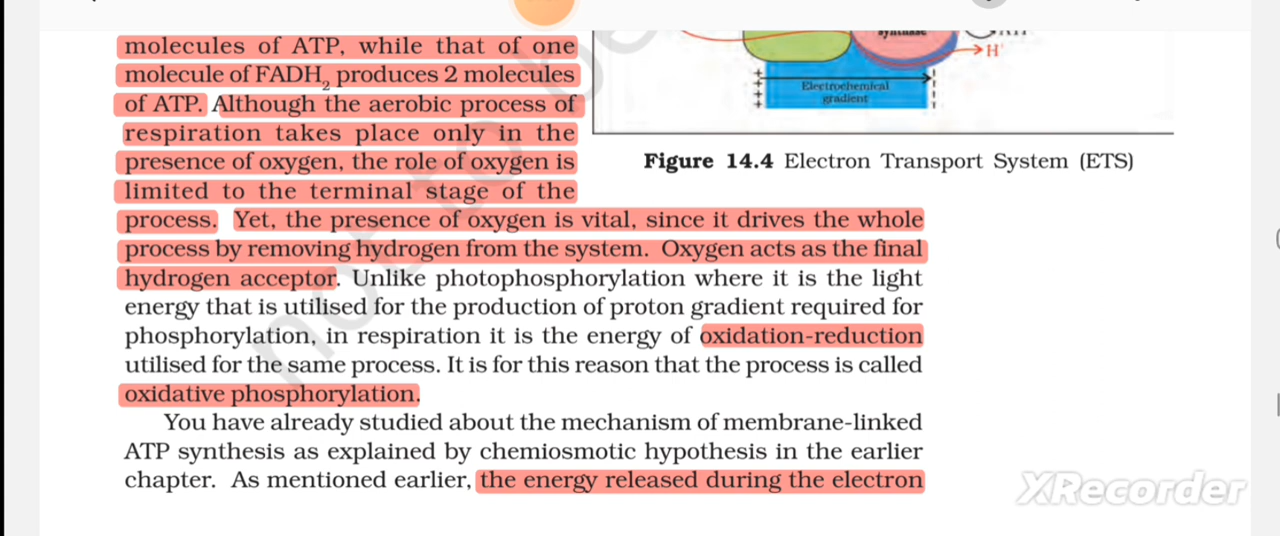 molecules of ATP, while that of one
molecule of FADH₂ produces 2 molecules
of ATP. Although the aerobic process of
respiration takes place only in the
presence of oxygen, the role of oxygen is
limited to the terminal stage of the
process. Yet, the presence of oxygen is vital, since it drives the whole
process by removing hydrogen from the system. Oxygen acts as the final
hydrogen acceptor. Unlike photophosphorylation where it is the light
energy that is utilised for the production of proton gradient required for
phosphorylation, in respiration it is the energy of oxidation-reduction
utilised for the same process. It is for this reason that the process is called
oxidative phosphorylation.
You have already studied about the mechanism of membrane-linked
ATP synthesis as explained by chemiosmotic hypothesis in the earlier
chapter. As mentioned earlier, the energy released during the electron
synthase
H⁺
Electrochemical
gradient
Figure 14.4 Electron Transport System (ETS)
not to be
XRecorder